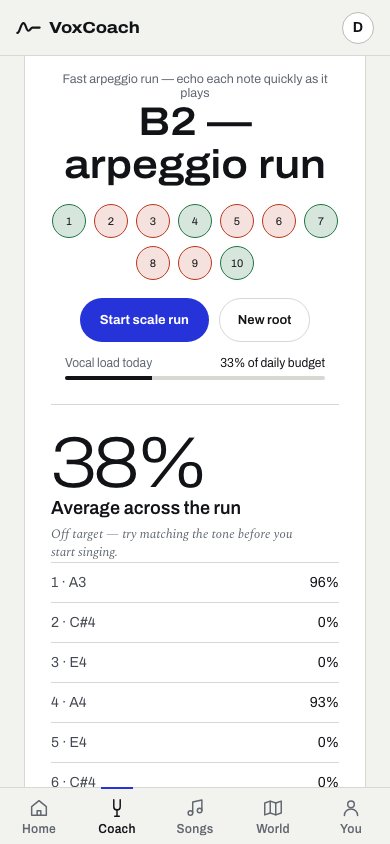 VoxCoach
D
Fast arpeggio run — echo each note quickly as it
plays
B2 —
arpeggio run
1 2 3 4 5 6 7
8 9 10
Start scale run New root
Vocal load today 33% of daily budget
38%
Average across the run
Off target — try matching the tone before you
start singing.
1 · A3 96%
2 · C#4 0%
3 · E4 0%
4 · A4 93%
5 · E4 0%
6 · C#4 0%
Home Coach Songs World You